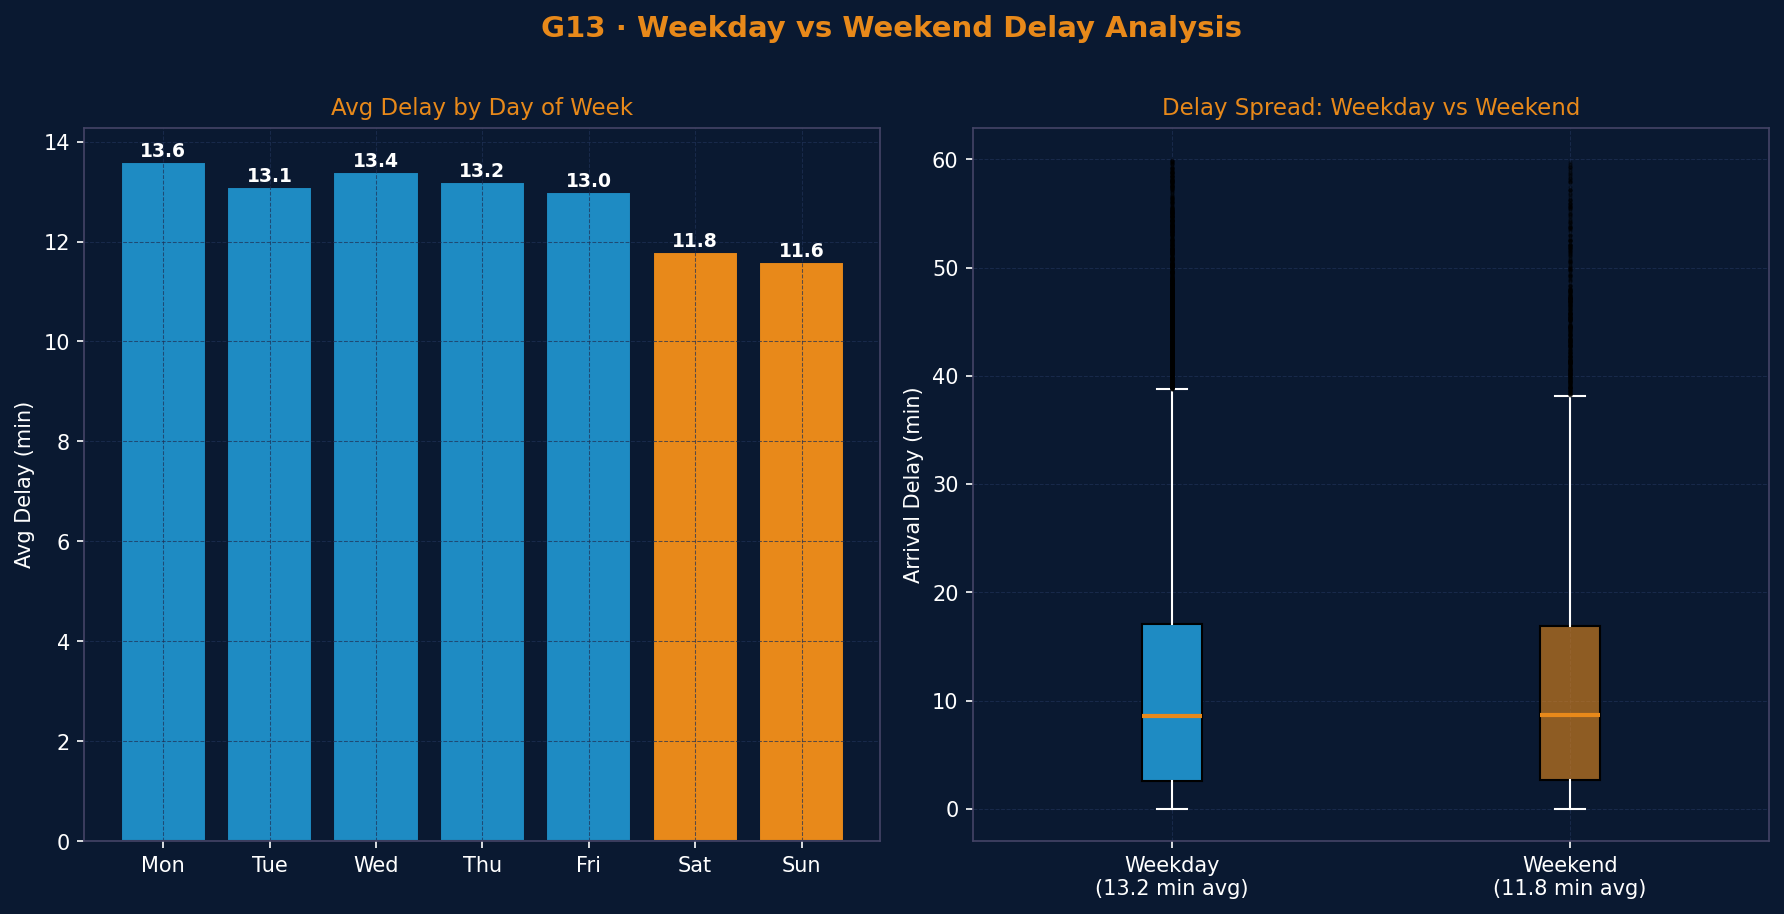 G13 · Weekday vs Weekend Delay Analysis
Avg Delay by Day of Week
Avg Delay (min)
14
12
10
8
6
4
2
0
13.6
13.1
13.4
13.2
13.0
11.8
11.6
Mon
Tue
Wed
Thu
Fri
Sat
Sun
Delay Spread: Weekday vs Weekend
Arrival Delay (min)
60
50
40
30
20
10
0
Weekday
(13.2 min avg)
Weekend
(11.8 min avg)